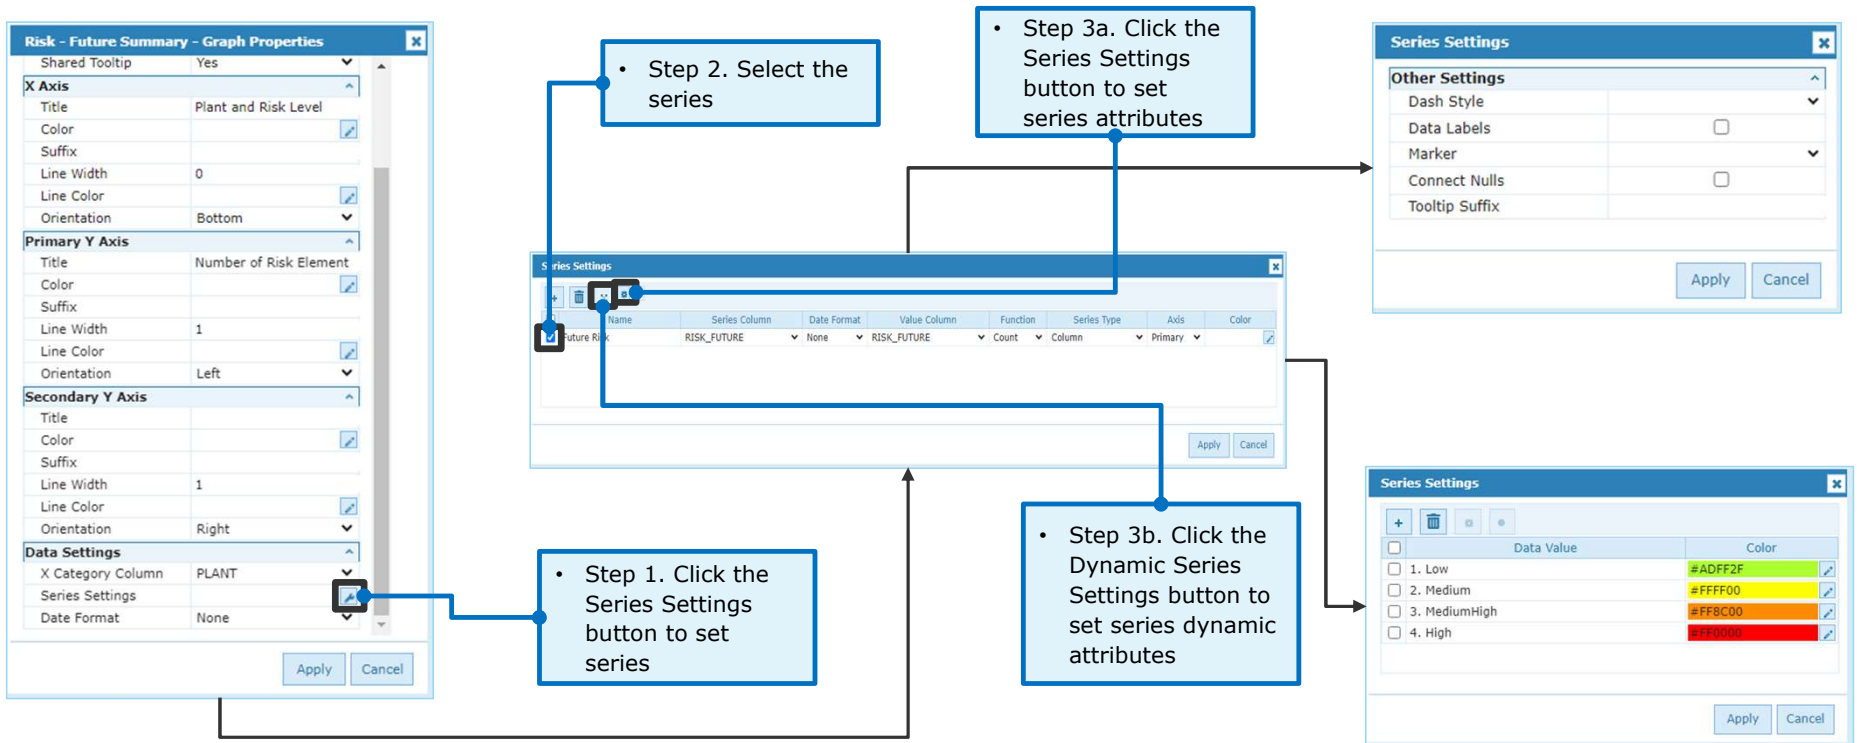 Risk - Future Summary - Graph Properties
Shared Tooltip Yes
X Axis
Title Plant and Risk Level
Color
Suffix
Line Width 0
Line Color
Orientation Bottom
Primary Y Axis
Title Number of Risk Element
Color
Suffix
Line Width 1
Line Color
Orientation Left
Secondary Y Axis
Title
Color
Suffix
Line Width 1
Line Color
Orientation Right
Data Settings
X Category Column PLANT
Series Settings
Date Format None
Apply Cancel
• Step 2. Select the
series
• Step 3a. Click the
Series Settings
button to set
series attributes
Series Settings
Name Series Column Date Format Value Column Function Series Type Axis Color
Future Risk RISK_FUTURE None RISK_FUTURE Count Column Primary
Apply Cancel
• Step 1. Click the
Series Settings
button to set
series
• Step 3b. Click the
Dynamic Series
Settings button to
set series dynamic
attributes
Series Settings
Other Settings
Dash Style
Data Labels
Marker
Connect Nulls
Tooltip Suffix
Apply Cancel
Series Settings
Data Value Color
1. Low #ADFF2F
2. Medium #FFFF00
3. MediumHigh #FF8C00
4. High #FF0000
Apply Cancel